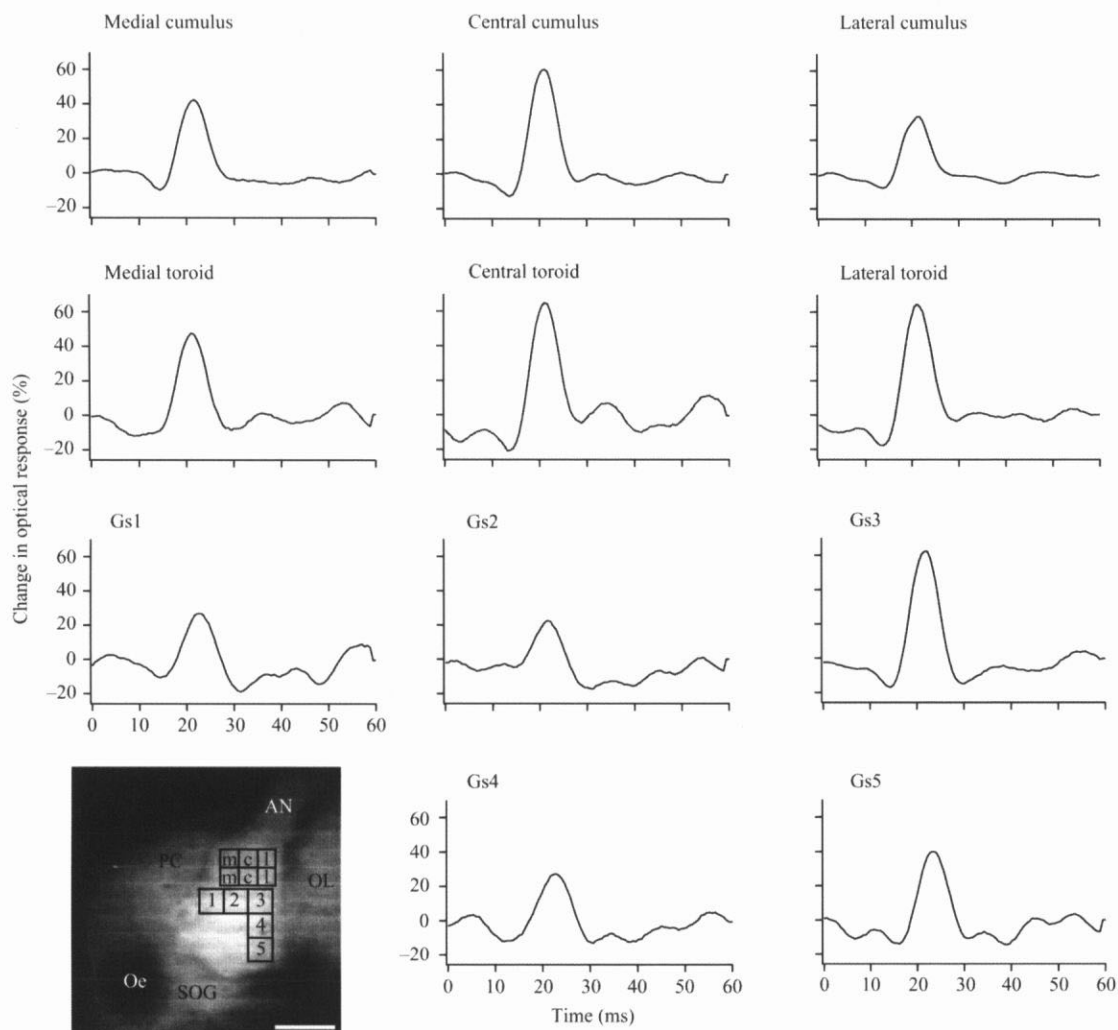 Medial cumulus
Central cumulus
Lateral cumulus
60
40
20
0
–20
Medial toroid
Central toroid
Lateral toroid
60
40
20
0
–20
Change in optical response (%)
Gs1
Gs2
Gs3
60
40
20
0
–20
0 10 20 30 40 50 60
AN
PC
m c l
m c l
OL
1 2 3
4
5
Oe
SOG
Gs4
Gs5
60
40
20
0
–20
0 10 20 30 40 50 60
0 10 20 30 40 50 60
Time (ms)